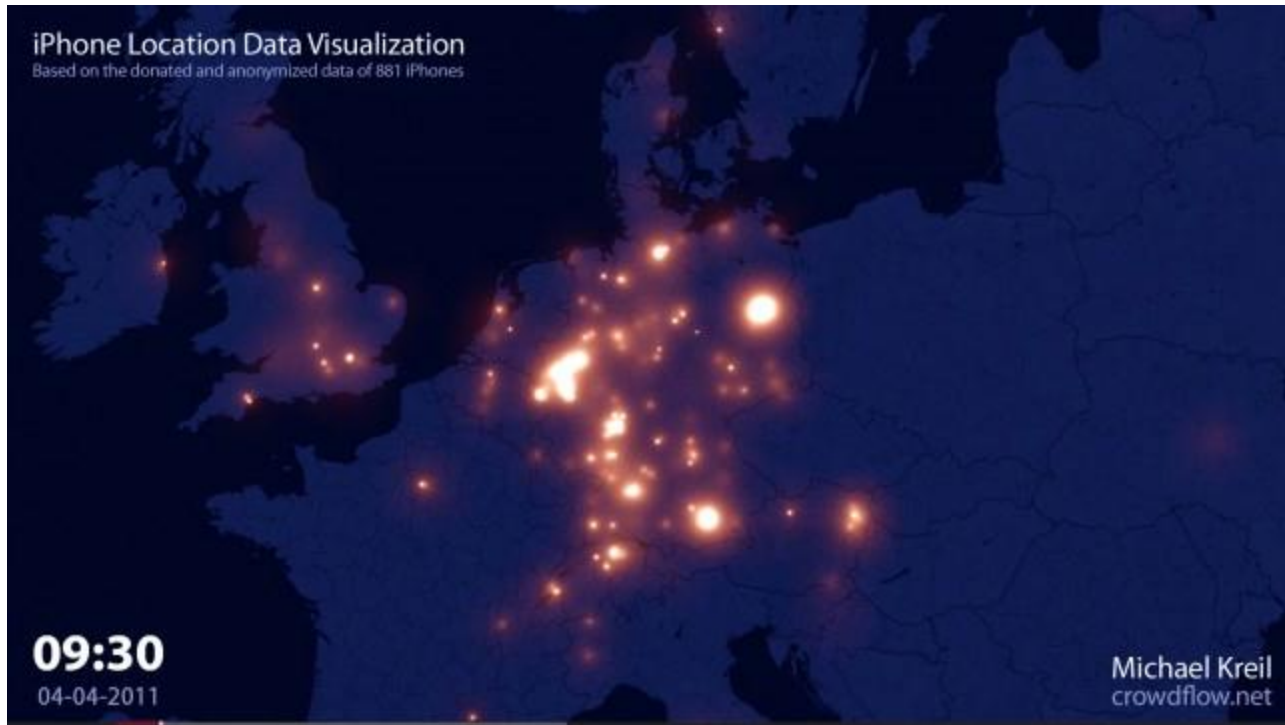 iPhone Location Data Visualization
Based on the donated and anonymized data of 881 iPhones
09:30
04-04-2011
Michael Kreil
crowdflow.net